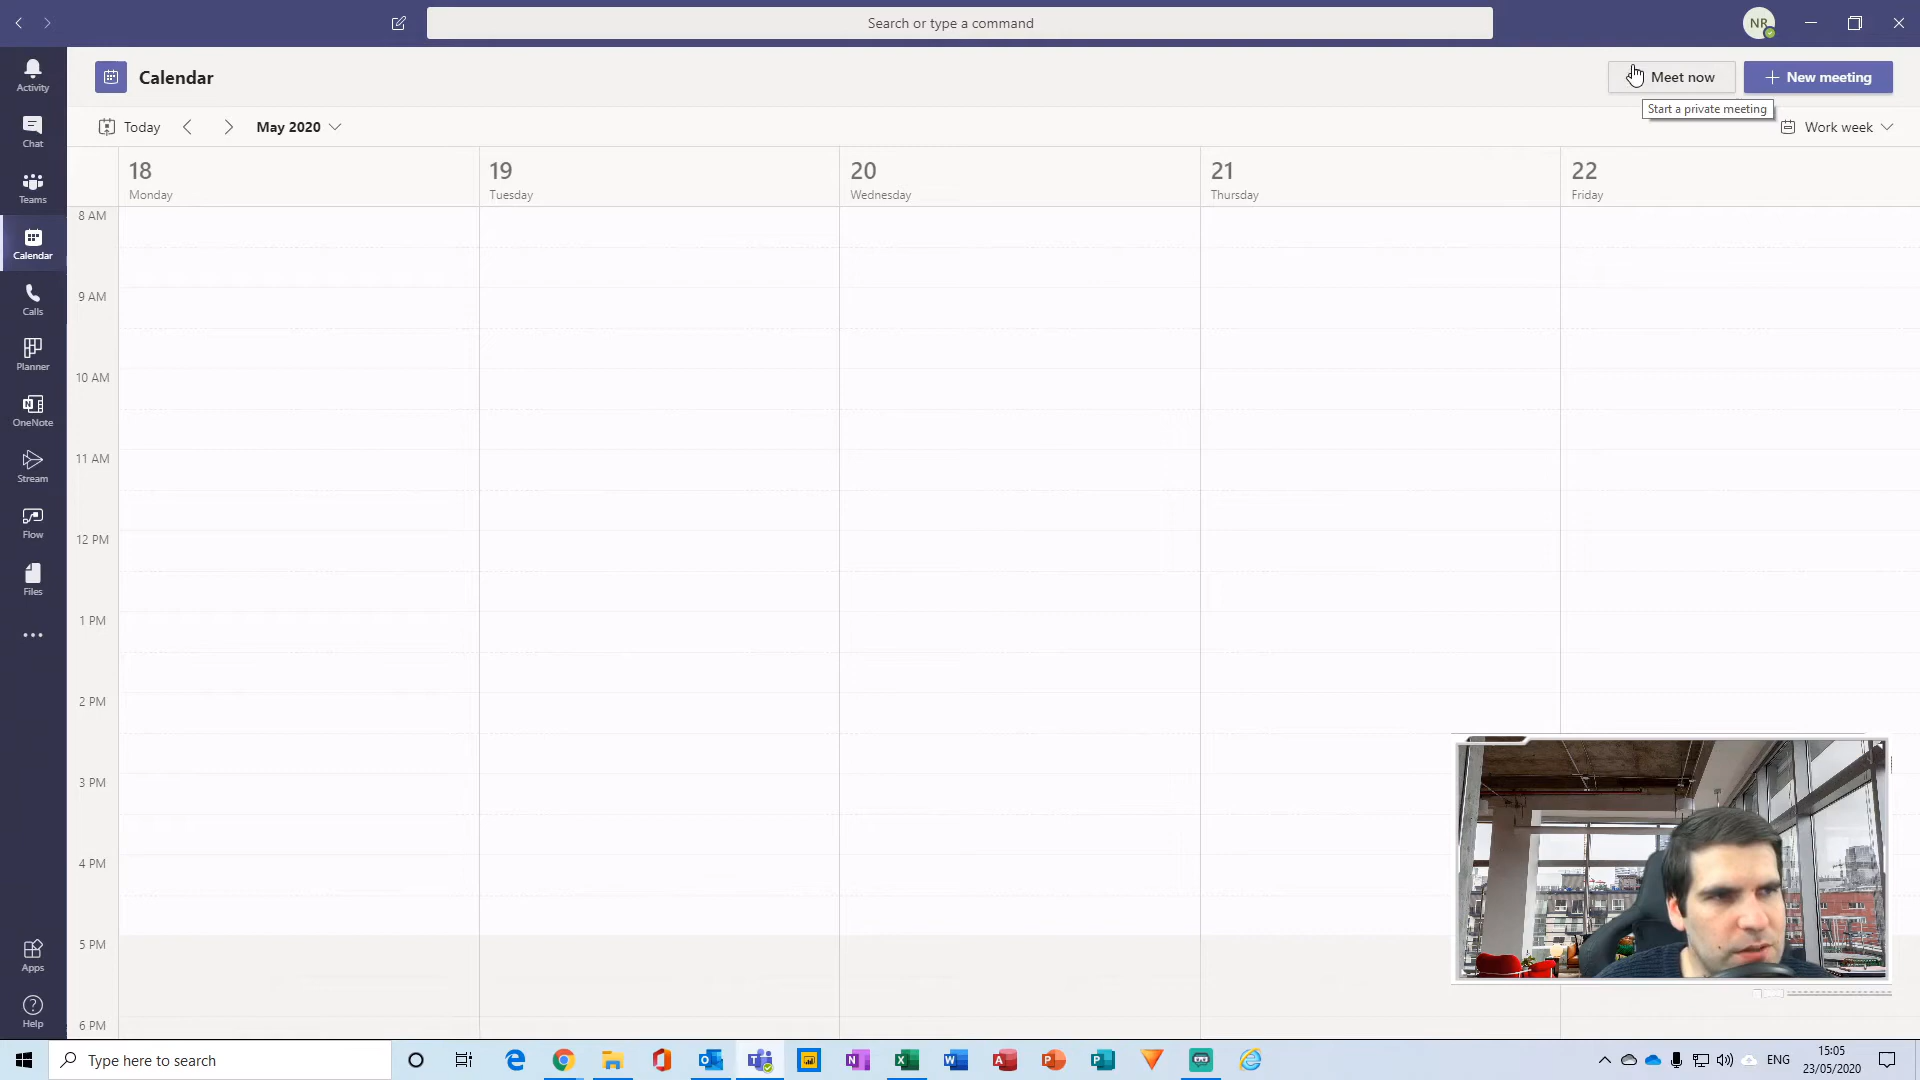 Search or type a command
NR
Activity
Calendar
Meet now
New meeting
Start a private meeting
Today
May 2020
Work week
Chat
18
Monday
19
Tuesday
20
Wednesday
21
Thursday
22
Friday
Teams
8 AM
Calendar
9 AM
Calls
Planner
10 AM
OneNote
11 AM
Stream
Flow
12 PM
Files
1 PM
2 PM
3 PM
4 PM
5 PM
Apps
Help
6 PM
Type here to search
ENG
15:05
23/05/2020